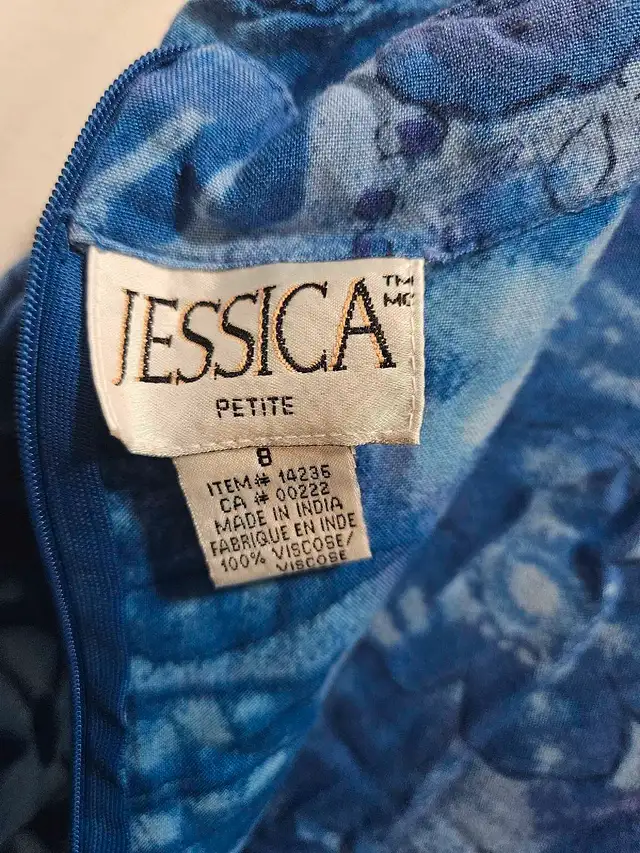 JESSICA
TM
MC
PETITE
8
ITEM# 14236
CA # 00222
MADE IN INDIA
FABRIQUE EN INDE
100% VISCOSE/
VISCOSE